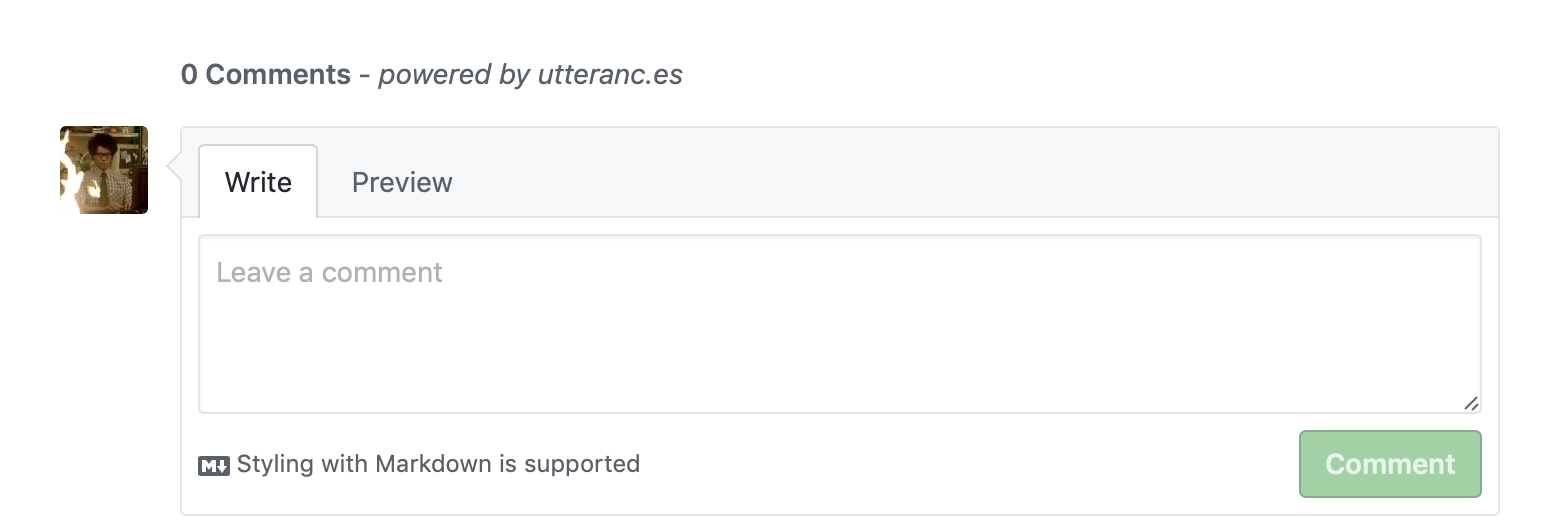 0 Comments - powered by utteranc.es
Write Preview
Leave a comment
M Styling with Markdown is supported
Comment